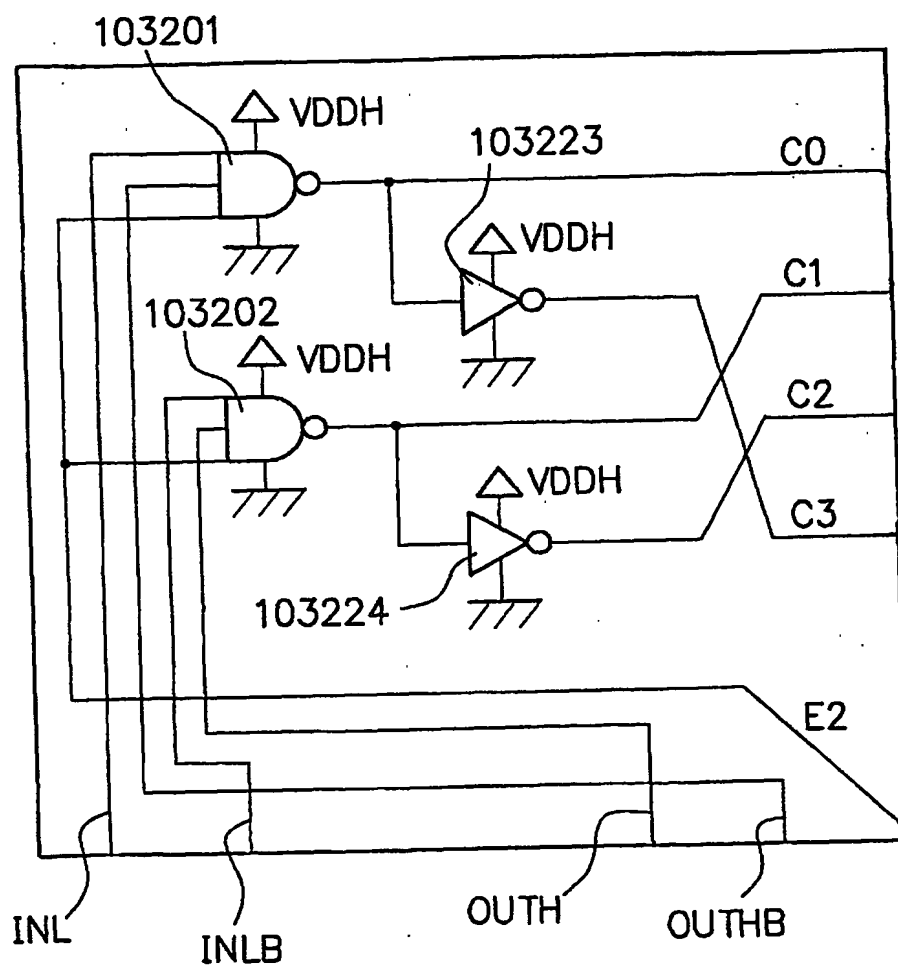 103201
VDDH
103223
C0
VDDH
C1
103202
VDDH
C2
VDDH
C3
103224
E2
INL
INLB
OUTH
OUTHB